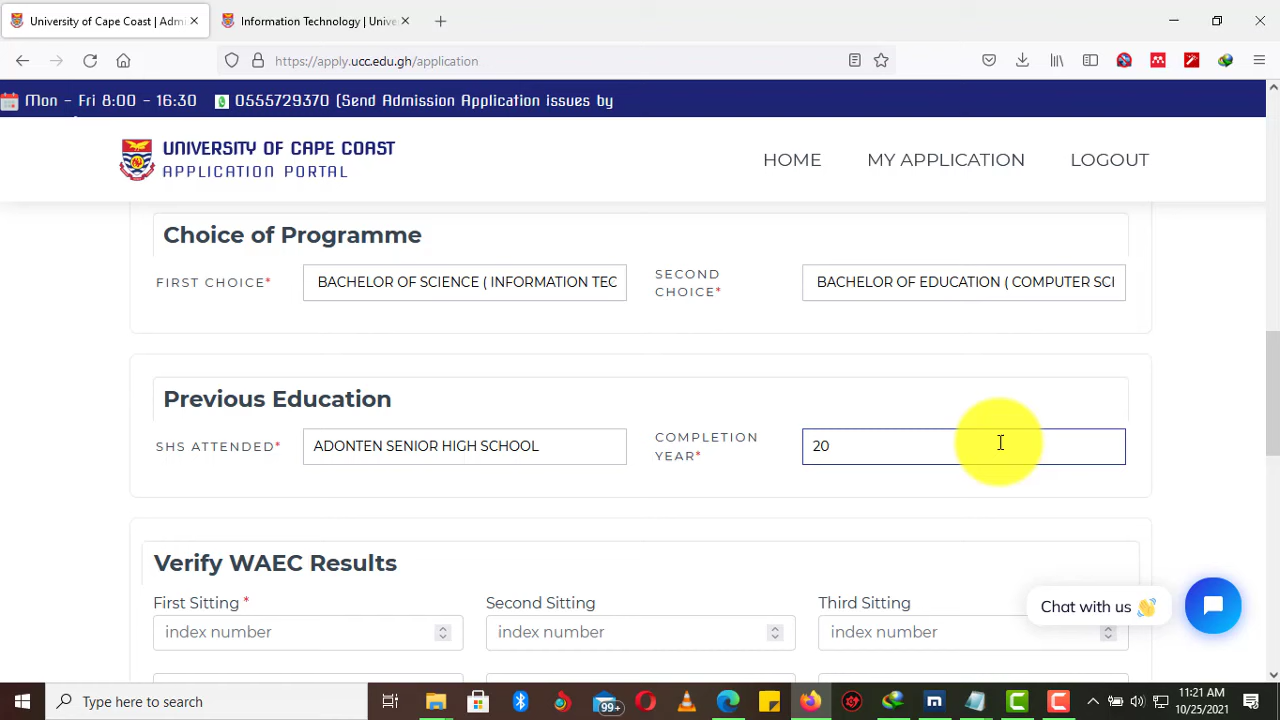 University of Cape Coast | Admi
Information Technology | Unive
https://apply.ucc.edu.gh/application
Mon - Fri 8:00 - 16:30 0555729370 (Send Admission Application issues by
UNIVERSITY OF CAPE COAST
APPLICATION PORTAL
HOME MY APPLICATION LOGOUT
Choice of Programme
FIRST CHOICE* BACHELOR OF SCIENCE ( INFORMATION TEC
SECOND CHOICE* BACHELOR OF EDUCATION ( COMPUTER SCI
Previous Education
SHS ATTENDED* ADONTEN SENIOR HIGH SCHOOL
COMPLETION YEAR* 20
Verify WAEC Results
First Sitting * Second Sitting Third Sitting
index number index number index number
Chat with us
Type here to search
99+
11:21 AM
10/25/2021